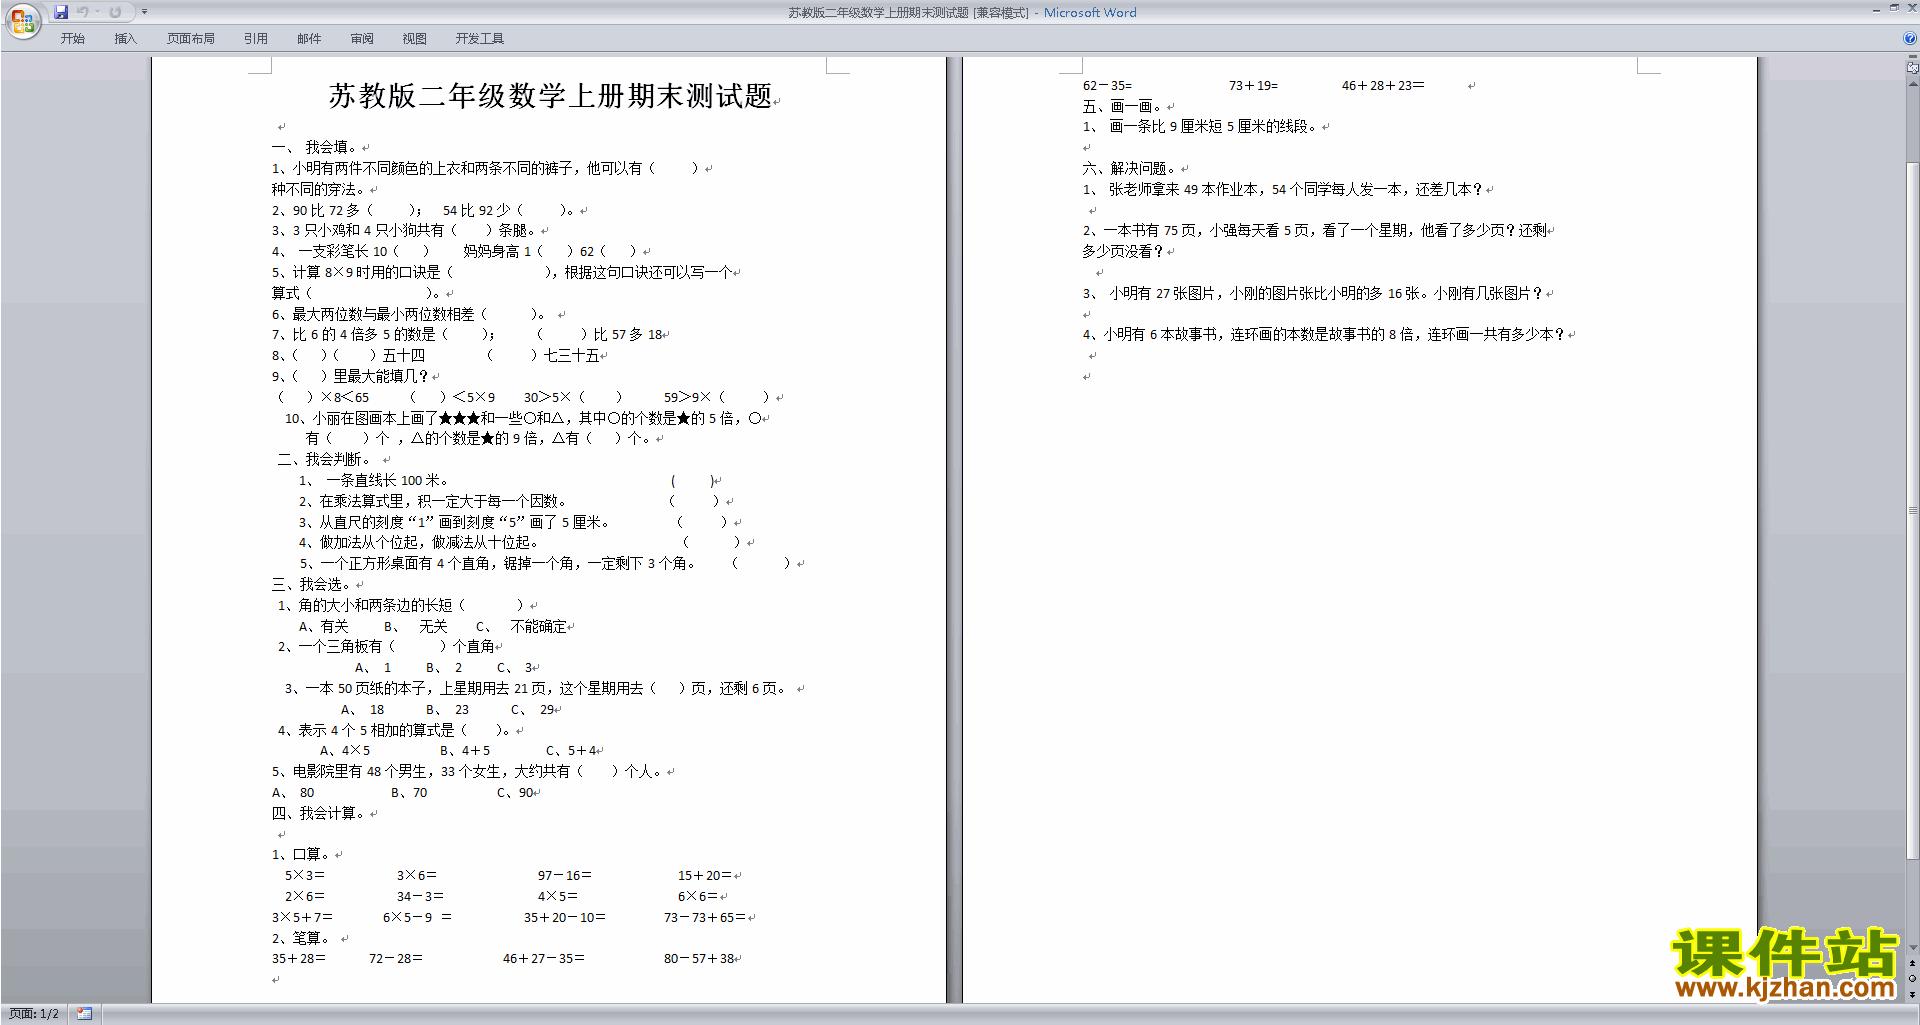 苏教版二年级数学上册期末测试题 [兼容模式] - Microsoft Word
开始 插入 页面布局 引用 邮件 审阅 视图 开发工具
苏教版二年级数学上册期末测试题
一、 我会填。
1、小明有两件不同颜色的上衣和两条不同的裤子，他可以有（ ）
种不同的穿法。
2、90 比 72 多（ ）； 54 比 92 少（ ）。
3、3 只小鸡和 4 只小狗共有（ ）条腿。
4、 一支彩笔长 10（ ） 妈妈身高 1（ ）62（ ）
5、计算 8×9 时用的口诀是（ ），根据这句口诀还可以写一个
算式（ ）。
6、最大两位数与最小两位数相差（ ）。
7、比 6 的 4 倍多 5 的数是（ ）； （ ）比 57 多 18
8、（ ）（ ）五十四 （ ）七三十五
9、（ ）里最大能填几？
（ ）×8＜65 （ ）＜5×9 30＞5×（ ） 59＞9×（ ）
10、小丽在图画本上画了★★★和一些〇和△，其中〇的个数是★的 5 倍，〇
有（ ）个 ，△的个数是★的 9 倍，△有（ ）个。
二、我会判断。
1、 一条直线长 100 米。 ( )
2、在乘法算式里，积一定大于每一个因数。 （ ）
3、从直尺的刻度“1”画到刻度“5”画了 5 厘米。 （ ）
4、做加法从个位起，做减法从十位起。 （ ）
5、一个正方形桌面有 4 个直角，锯掉一个角，一定剩下 3 个角。 （ ）
三、我会选。
1、角的大小和两条边的长短（ ）
A、有关 B、 无关 C、 不能确定
2、一个三角板有（ ）个直角
A、 1 B、 2 C、 3
3、一本 50 页纸的本子，上星期用去 21 页，这个星期用去（ ）页，还剩 6 页。
A、 18 B、 23 C、 29
4、表示 4 个 5 相加的算式是（ ）。
A、4×5 B、4＋5 C、5＋4
5、电影院里有 48 个男生，33 个女生，大约共有（ ）个人。
A、 80 B、70 C、90
四、我会计算。
1、口算。
5×3＝ 3×6＝ 97－16＝ 15＋20＝
2×6＝ 34－3＝ 4×5＝ 6×6＝
3×5＋7＝ 6×5－9 ＝ 35＋20－10＝ 73－73＋65＝
2、笔算。
35＋28＝ 72－28＝ 46＋27－35＝ 80－57＋38
62－35= 73＋19= 46＋28＋23＝
五、画一画。
1、 画一条比 9 厘米短 5 厘米的线段。
六、解决问题。
1、 张老师拿来 49 本作业本，54 个同学每人发一本，还差几本？
2、一本书有 75 页，小强每天看 5 页，看了一个星期，他看了多少页？还剩
多少页没看？
3、 小明有 27 张图片，小刚的图片张比小明的多 16 张。小刚有几张图片？
4、小明有 6 本故事书，连环画的本数是故事书的 8 倍，连环画一共有多少本？
课件站
www.kjzhan.com
页面: 1/2